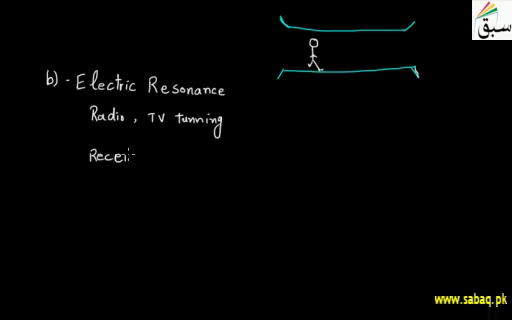 سبق
b) - Electric Resonance
Radio, TV tunning
Recei
www.sabaq.pk